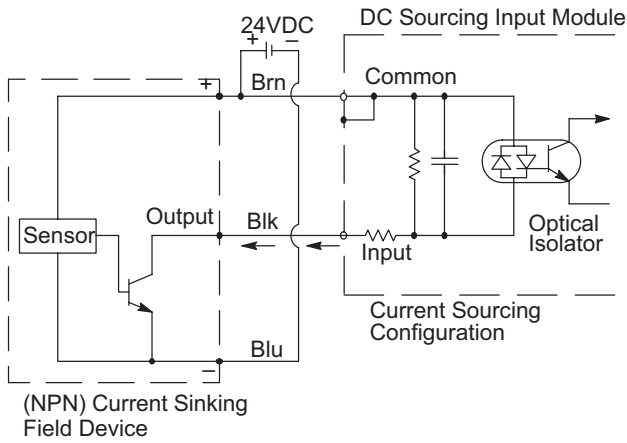 DC Sourcing Input Module
24VDC
+ −
+
Brn
Common
Output
Blk
Sensor
Input
Optical
Isolator
Current Sourcing
Configuration
Blu
−
(NPN) Current Sinking
Field Device